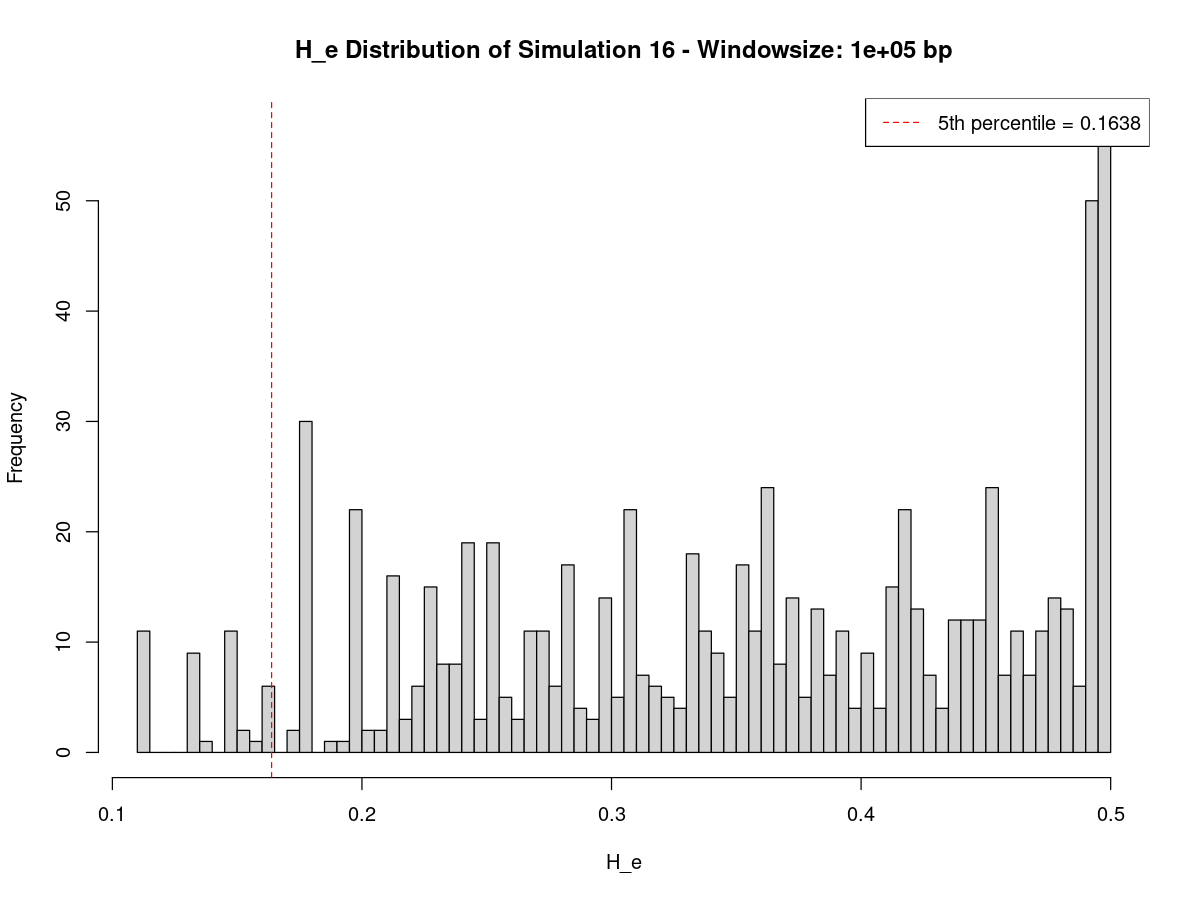 H_e Distribution of Simulation 16 - Windowsize: 1e+05 bp
5th percentile = 0.1638
Frequency
50
40
30
20
10
0
0.1 0.2 0.3 0.4 0.5
H_e